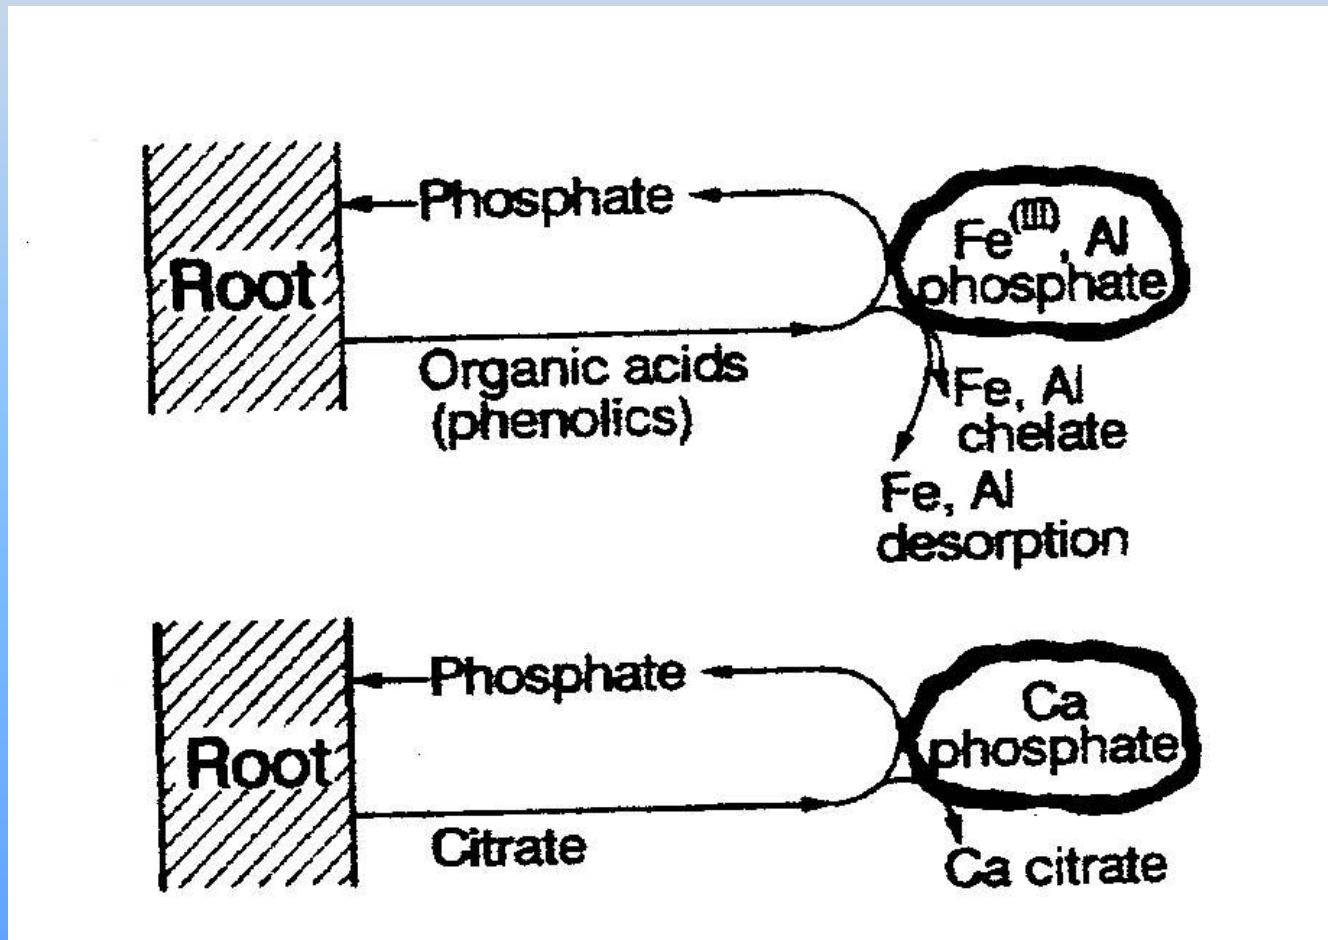 Phosphate
Fe(III), Al
phosphate
Root
Organic acids
(phenolics)
Fe, Al
chelate
Fe, Al
desorption
Phosphate
Ca
phosphate
Root
Citrate
Ca citrate